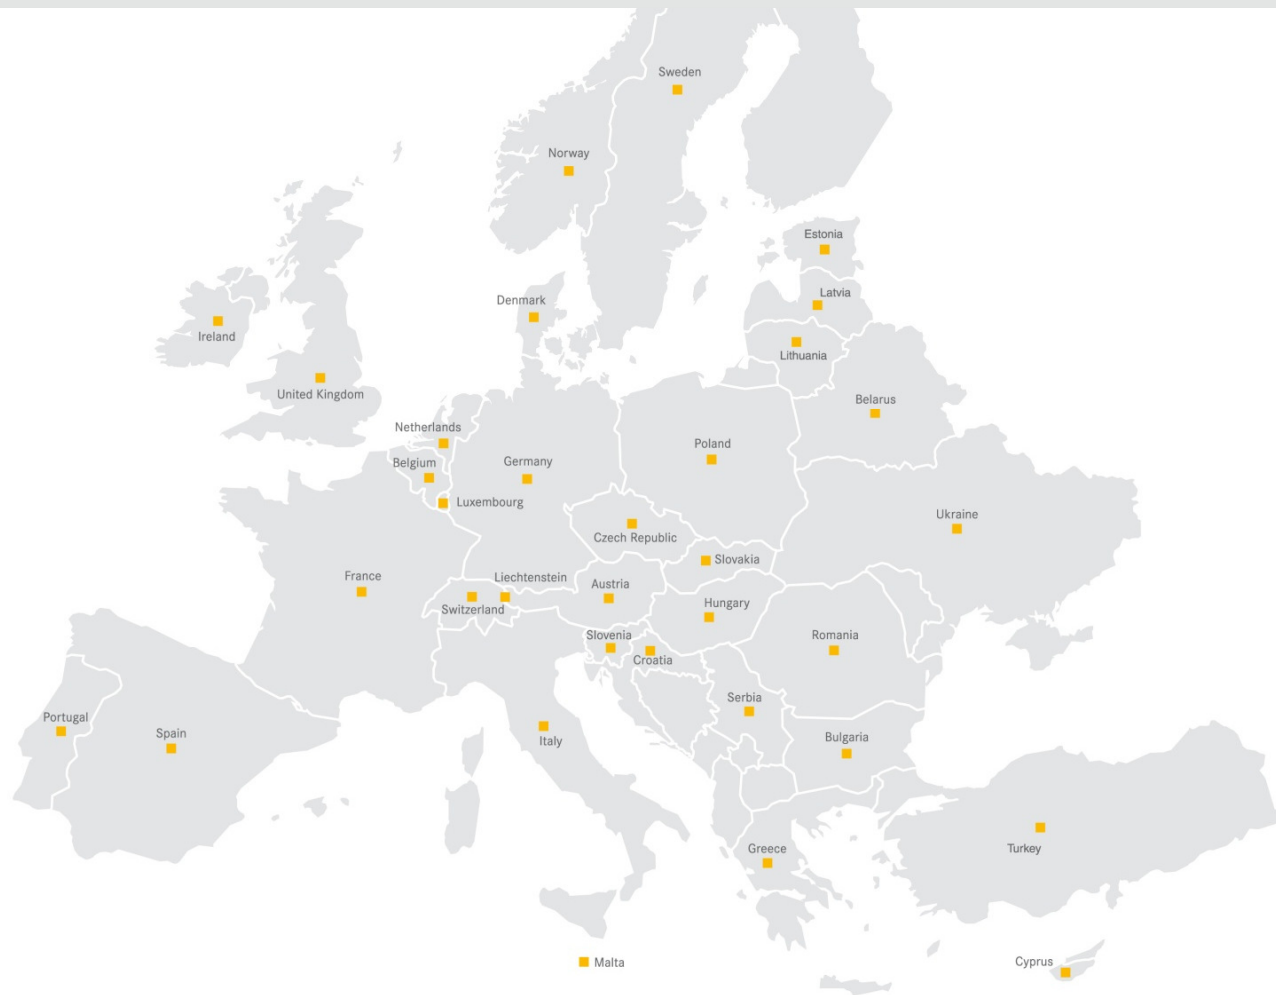 Sweden
Norway
Estonia
Latvia
Denmark
Ireland
Lithuania
United Kingdom
Belarus
Netherlands
Poland
Belgium
Germany
Luxembourg
Ukraine
Czech Republic
Slovakia
France
Liechtenstein
Austria
Switzerland
Hungary
Slovenia
Romania
Croatia
Serbia
Portugal
Spain
Bulgaria
Italy
Greece
Turkey
Malta
Cyprus